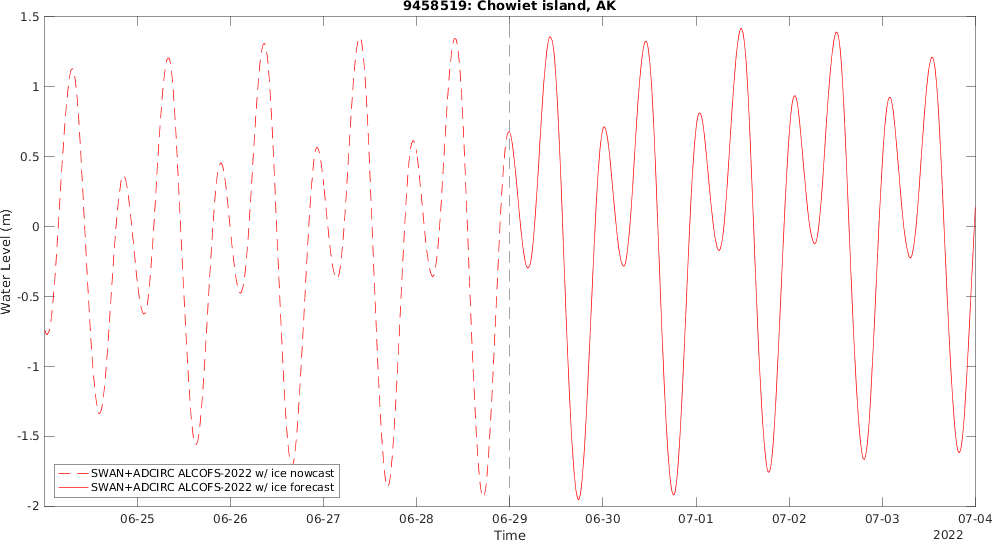 9458519: Chowiet island, AK
Water Level (m)
1.5
1
0.5
0
-0.5
-1
-1.5
-2
SWAN+ADCIRC ALCOFS-2022 w/ ice nowcast
SWAN+ADCIRC ALCOFS-2022 w/ ice forecast
06-25 06-26 06-27 06-28 06-29 06-30 07-01 07-02 07-03 07-04
Time
2022